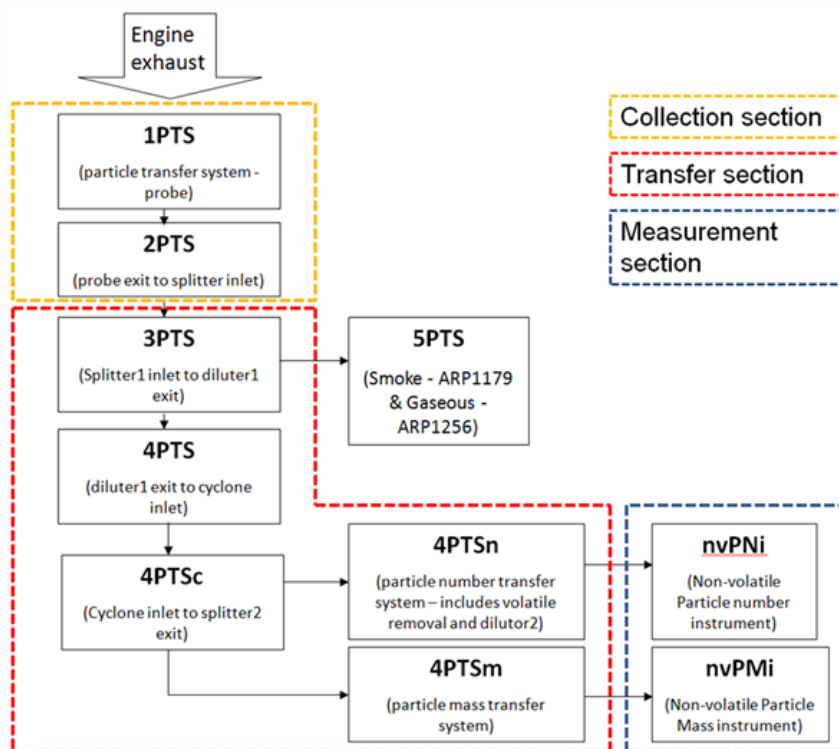 Engine
exhaust
Collection section
1PTS
(particle transfer system -
probe)
Transfer section
2PTS
(probe exit to splitter inlet)
Measurement
section
3PTS
(Splitter1 inlet to diluter1
exit)
5PTS
(Smoke - ARP1179
& Gaseous -
ARP1256)
4PTS
(diluter1 exit to cyclone
inlet)
4PTSc
(Cyclone inlet to splitter2
exit)
4PTSn
(particle number transfer
system – includes volatile
removal and dilutor2)
nvPNi
(Non-volatile
Particle number
instrument)
4PTSm
(particle mass transfer
system)
nvPMi
(Non-volatile Particle
Mass instrument)